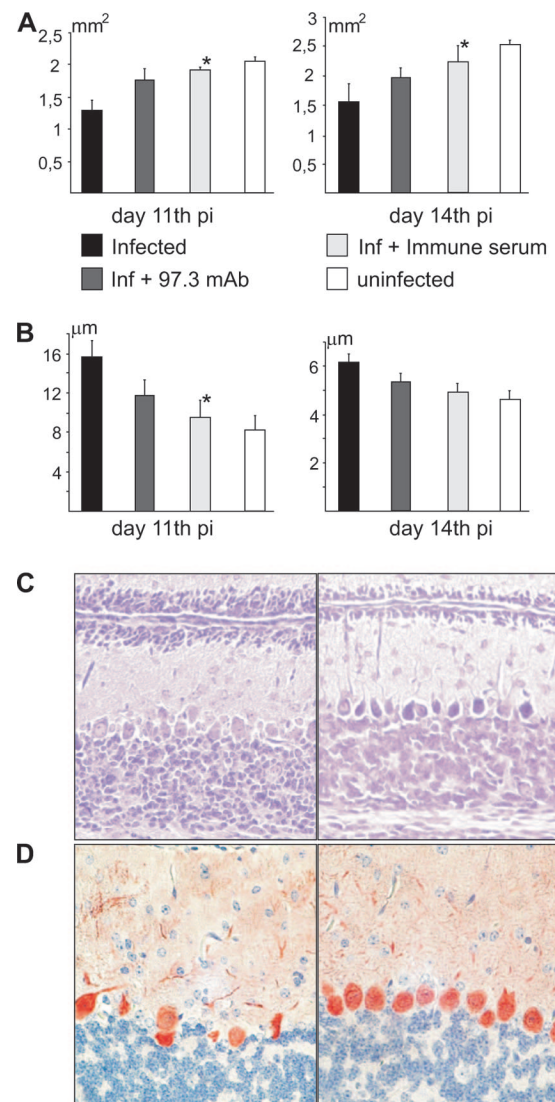 A
mm2
2,5
2
1,5
1
0,5
day 11th pi
3
mm2
2,5
2
1,5
1
0,5
day 14th pi
Infected
Inf + Immune serum
Inf + 97.3 mAb
uninfected
*
*
B
μm
16
12
8
4
*
day 11th pi
μm
6
4
2
day 14th pi
C
D